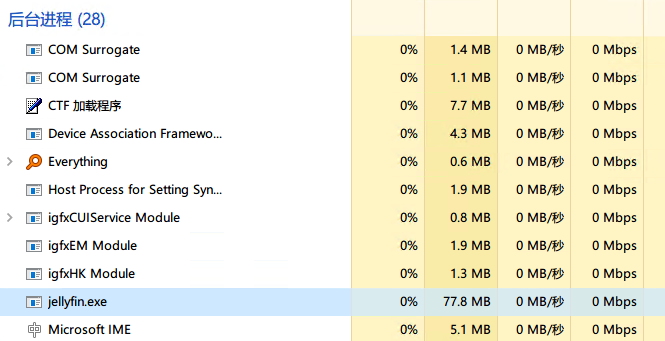 后台进程 (28)
COM Surrogate 0% 1.4 MB 0 MB/秒 0 Mbps
COM Surrogate 0% 1.1 MB 0 MB/秒 0 Mbps
CTF 加载程序 0% 7.7 MB 0 MB/秒 0 Mbps
Device Association Framewo... 0% 4.3 MB 0 MB/秒 0 Mbps
Everything 0% 0.6 MB 0 MB/秒 0 Mbps
Host Process for Setting Syn... 0% 1.9 MB 0 MB/秒 0 Mbps
igfxCUIService Module 0% 0.8 MB 0 MB/秒 0 Mbps
igfxEM Module 0% 1.9 MB 0 MB/秒 0 Mbps
igfxHK Module 0% 1.3 MB 0 MB/秒 0 Mbps
jellyfin.exe 0% 77.8 MB 0 MB/秒 0 Mbps
Microsoft IME 0% 5.1 MB 0 MB/秒 0 Mbps